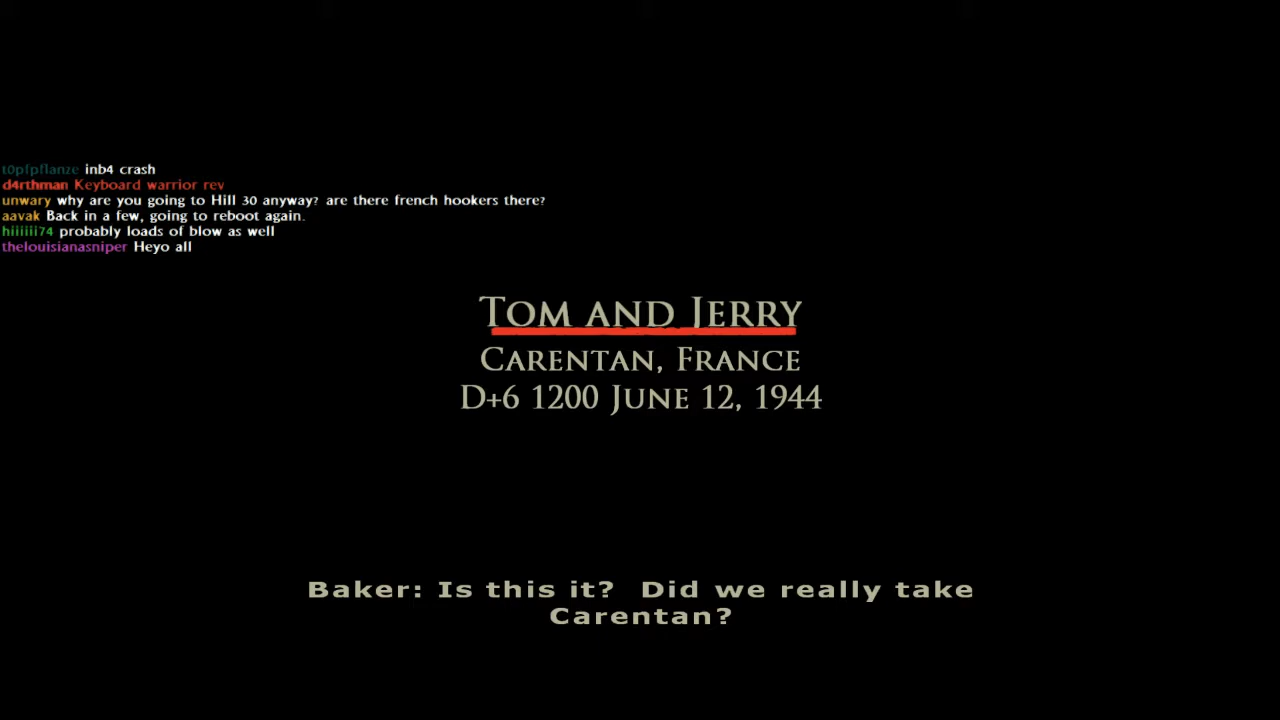 t0pfpflanze inb4 crash
d4rthman Keyboard warrior rev
unwary why are you going to Hill 30 anyway? are there french hookers there?
aavak Back in a few, going to reboot again.
hiiiiii74 probably loads of blow as well
thelouisianasniper Heyo all
TOM AND JERRY
CARENTAN, FRANCE
D+6 1200 JUNE 12, 1944
Baker: Is this it? Did we really take
Carentan?